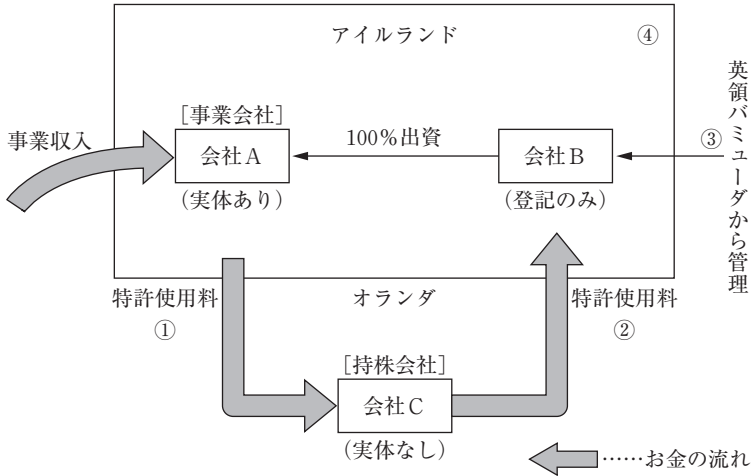 アイルランド
④
[事業会社]
事業収入
会社A
(実体あり)
100%出資
会社B
(登記のみ)
③
英領バミューダから管理
特許使用料
①
オランダ
特許使用料
②
[持株会社]
会社C
(実体なし)
……お金の流れ